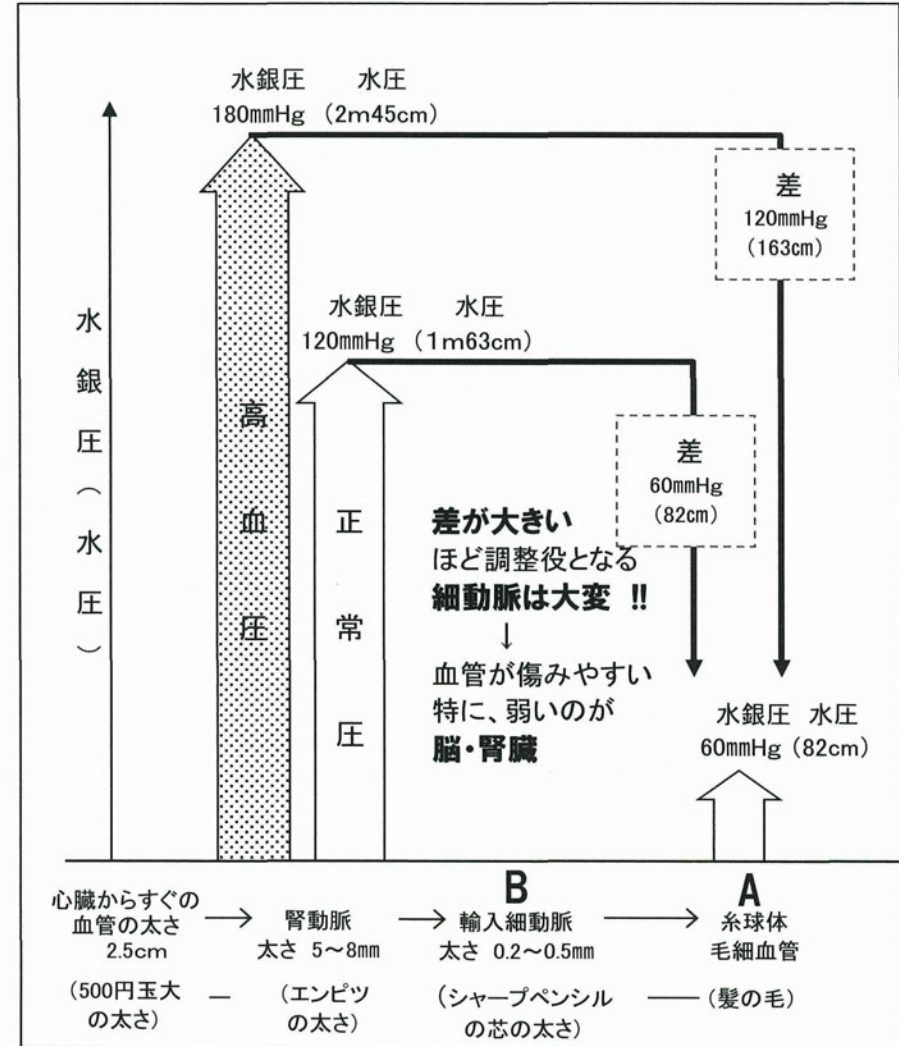 水銀圧 水圧
180mmHg (2m45cm)
差
120mmHg
(163cm)
水銀圧 水圧
120mmHg (1m63cm)
差
60mmHg
(82cm)
水銀圧(水圧)
高血圧
正常圧
差が大きい
ほど調整役となる
細動脈は大変 !!
↓
血管が傷みやすい
特に、弱いのが
脳・腎臓
水銀圧 水圧
60mmHg (82cm)
B
A
心臓からすぐの
血管の太さ
2.5cm
(500円玉大
の太さ)
腎動脈
太さ 5~8mm
(エンピツ
の太さ)
輸入細動脈
太さ 0.2~0.5mm
(シャープペンシル
の芯の太さ)
糸球体
毛細血管
(髪の毛)